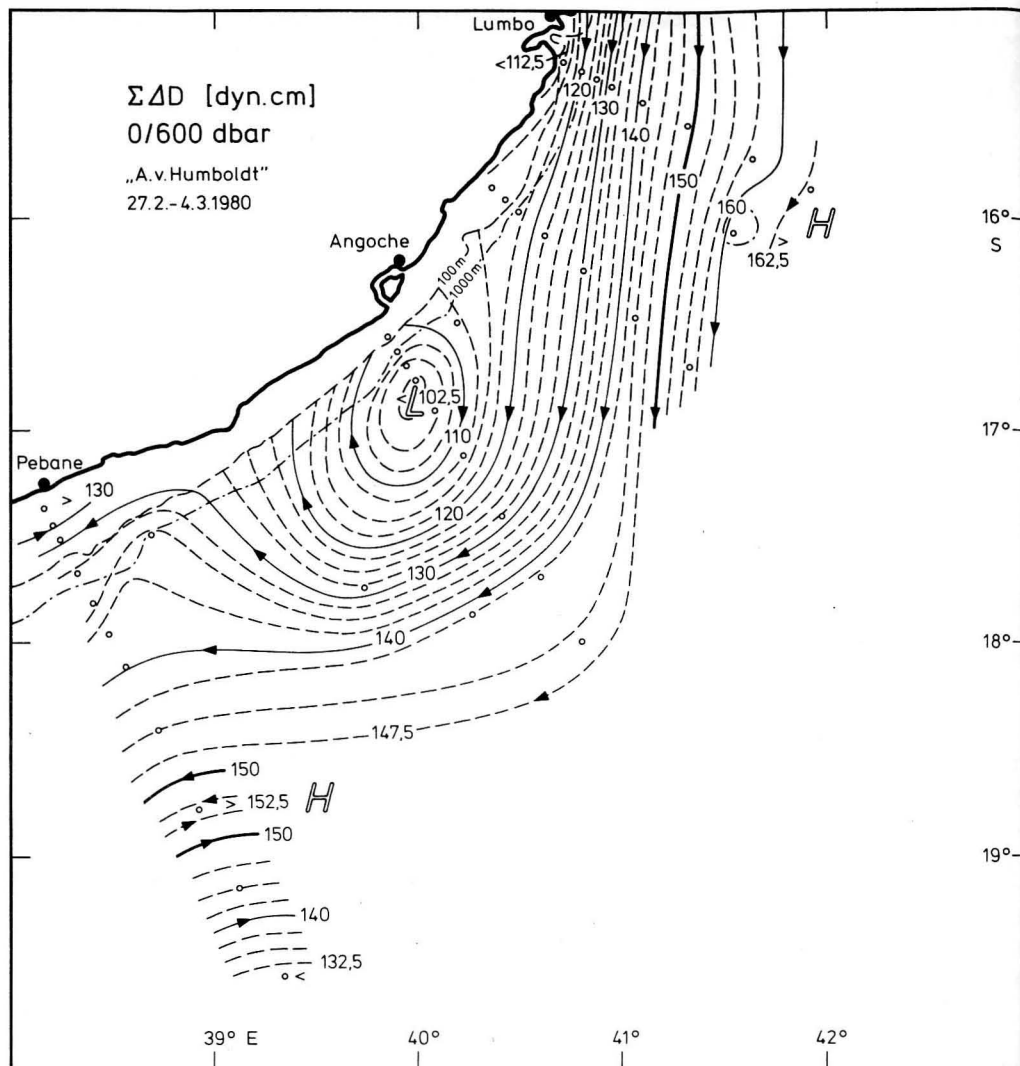 Lumbo
<112,5
ΣΔD [dyn.cm]
0/600 dbar
„A.v.Humboldt"
27.2.-4.3.1980
120
130
140
150
160
H
>
162,5
16°
S
Angoche
100m
1000m
<102,5
L
110
17°
Pebane
> 130
120
130
140
18°
147,5
150
> 152,5
H
150
19°
140
132,5
<
39° E
40°
41°
42°